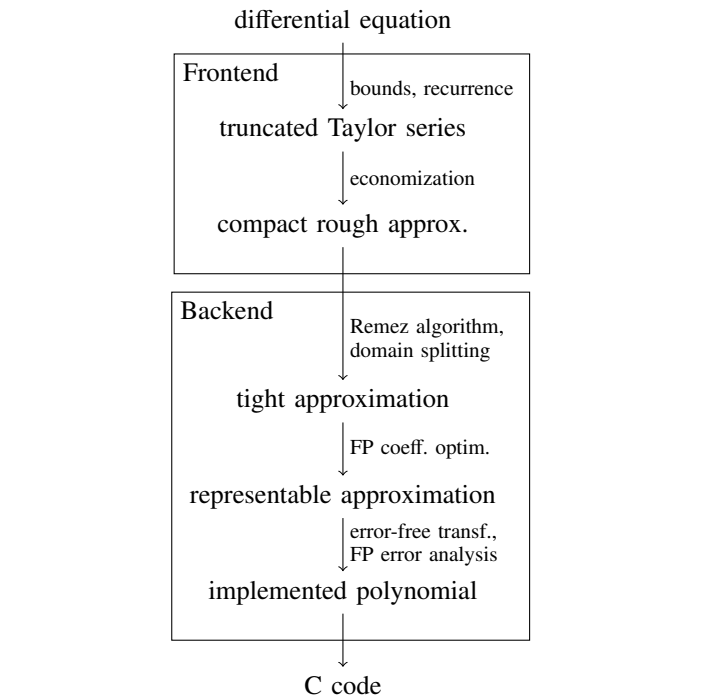 differential equation
Frontend
bounds, recurrence
truncated Taylor series
economization
compact rough approx.
Backend
Remez algorithm,
domain splitting
tight approximation
FP coeff. optim.
representable approximation
error-free transf.,
FP error analysis
implemented polynomial
C code